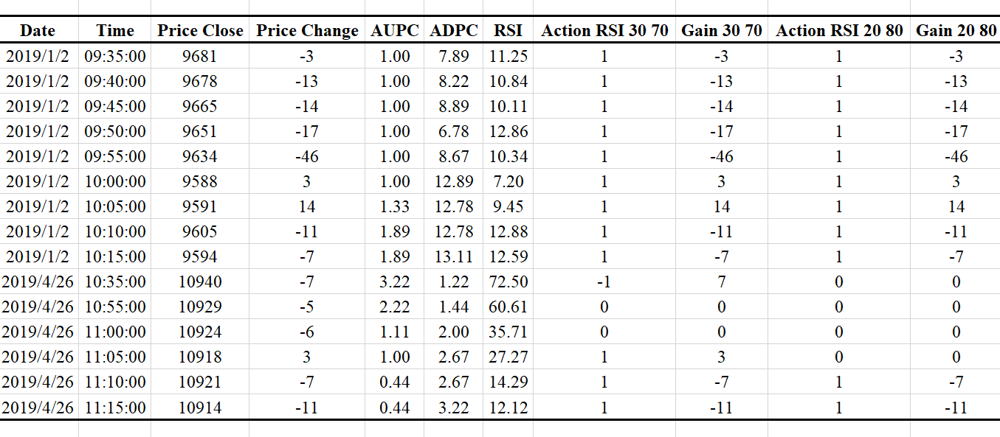 Date Time Price Close Price Change AUPC ADPC RSI Action RSI 30 70 Gain 30 70 Action RSI 20 80 Gain 20 80
2019/1/2 09:35:00 9681 -3 1.00 7.89 11.25 1 -3 1 -3
2019/1/2 09:40:00 9678 -13 1.00 8.22 10.84 1 -13 1 -13
2019/1/2 09:45:00 9665 -14 1.00 8.89 10.11 1 -14 1 -14
2019/1/2 09:50:00 9651 -17 1.00 6.78 12.86 1 -17 1 -17
2019/1/2 09:55:00 9634 -46 1.00 8.67 10.34 1 -46 1 -46
2019/1/2 10:00:00 9588 3 1.00 12.89 7.20 1 3 1 3
2019/1/2 10:05:00 9591 14 1.33 12.78 9.45 1 14 1 14
2019/1/2 10:10:00 9605 -11 1.89 12.78 12.88 1 -11 1 -11
2019/1/2 10:15:00 9594 -7 1.89 13.11 12.59 1 -7 1 -7
2019/4/26 10:35:00 10940 -7 3.22 1.22 72.50 -1 7 0 0
2019/4/26 10:55:00 10929 -5 2.22 1.44 60.61 0 0 0 0
2019/4/26 11:00:00 10924 -6 1.11 2.00 35.71 0 0 0 0
2019/4/26 11:05:00 10918 3 1.00 2.67 27.27 1 3 0 0
2019/4/26 11:10:00 10921 -7 0.44 2.67 14.29 1 -7 1 -7
2019/4/26 11:15:00 10914 -11 0.44 3.22 12.12 1 -11 1 -11